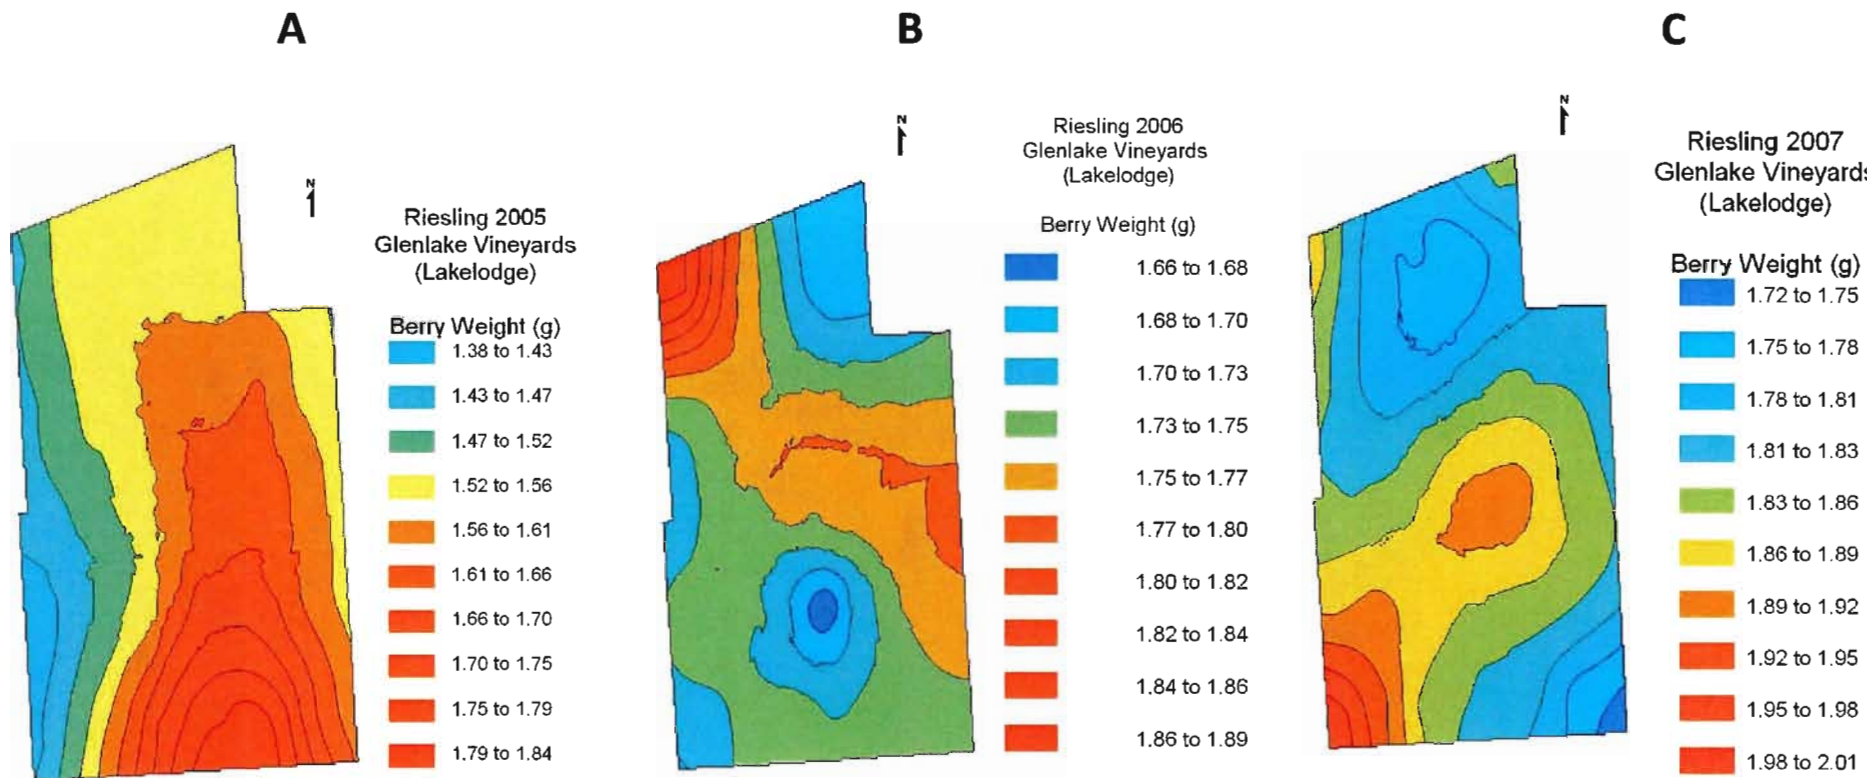 A
B
C
N
Riesling 2005
Glenlake Vineyards
(Lakelodge)
Berry Weight (g)
1.38 to 1.43
1.43 to 1.47
1.47 to 1.52
1.52 to 1.56
1.56 to 1.61
1.61 to 1.66
1.66 to 1.70
1.70 to 1.75
1.75 to 1.79
1.79 to 1.84
N
Riesling 2006
Glenlake Vineyards
(Lakelodge)
Berry Weight (g)
1.66 to 1.68
1.68 to 1.70
1.70 to 1.73
1.73 to 1.75
1.75 to 1.77
1.77 to 1.80
1.80 to 1.82
1.82 to 1.84
1.84 to 1.86
1.86 to 1.89
N
Riesling 2007
Glenlake Vineyards
(Lakelodge)
Berry Weight (g)
1.72 to 1.75
1.75 to 1.78
1.78 to 1.81
1.81 to 1.83
1.83 to 1.86
1.86 to 1.89
1.89 to 1.92
1.92 to 1.95
1.95 to 1.98
1.98 to 2.01